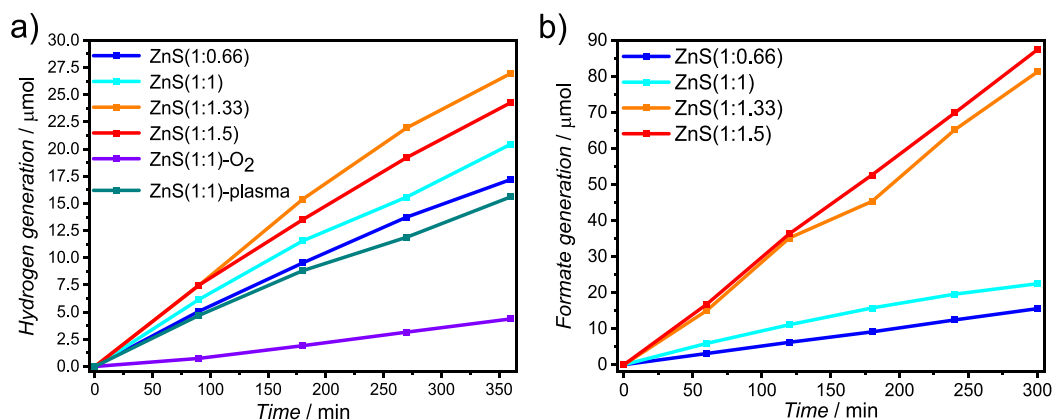 a)
Hydrogen generation / μmol
30.0
27.5
25.0
22.5
20.0
17.5
15.0
12.5
10.0
7.5
5.0
2.5
0.0
ZnS(1:0.66)
ZnS(1:1)
ZnS(1:1.33)
ZnS(1:1.5)
ZnS(1:1)-O2
ZnS(1:1)-plasma
0 50 100 150 200 250 300 350
Time / min
b)
Formate generation / μmol
90
80
70
60
50
40
30
20
10
0
ZnS(1:0.66)
ZnS(1:1)
ZnS(1:1.33)
ZnS(1:1.5)
0 50 100 150 200 250 300
Time / min